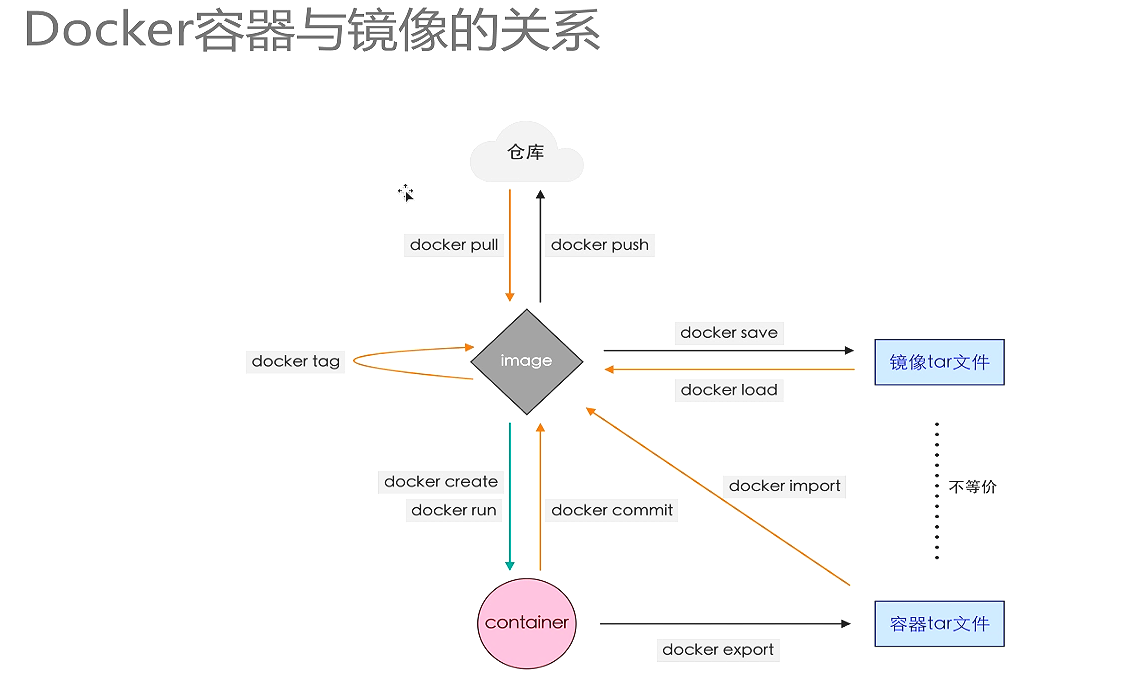 Docker容器与镜像的关系
仓库
docker pull
docker push
docker tag
image
docker save
docker load
镜像tar文件
docker create
docker run
docker commit
docker import
不等价
container
docker export
容器tar文件